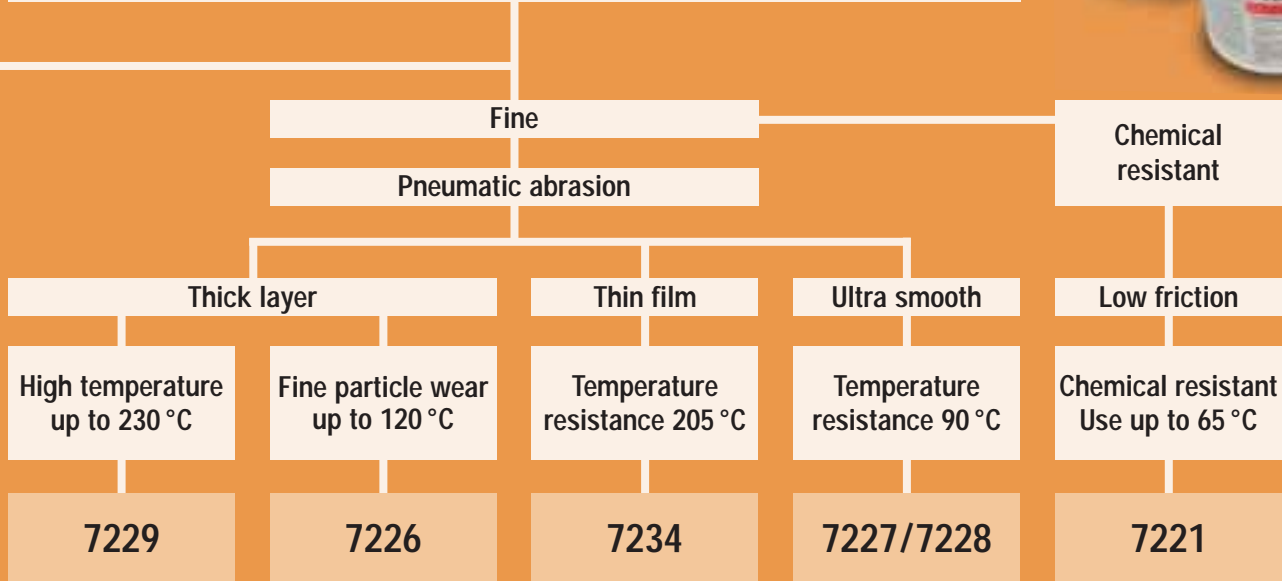 Fine
Chemical
resistant
Pneumatic abrasion
Thick layer
Thin film
Ultra smooth
Low friction
High temperature
up to 230 °C
Fine particle wear
up to 120 °C
Temperature
resistance 205 °C
Temperature
resistance 90 °C
Chemical resistant
Use up to 65 °C
7229
7226
7234
7227/7228
7221